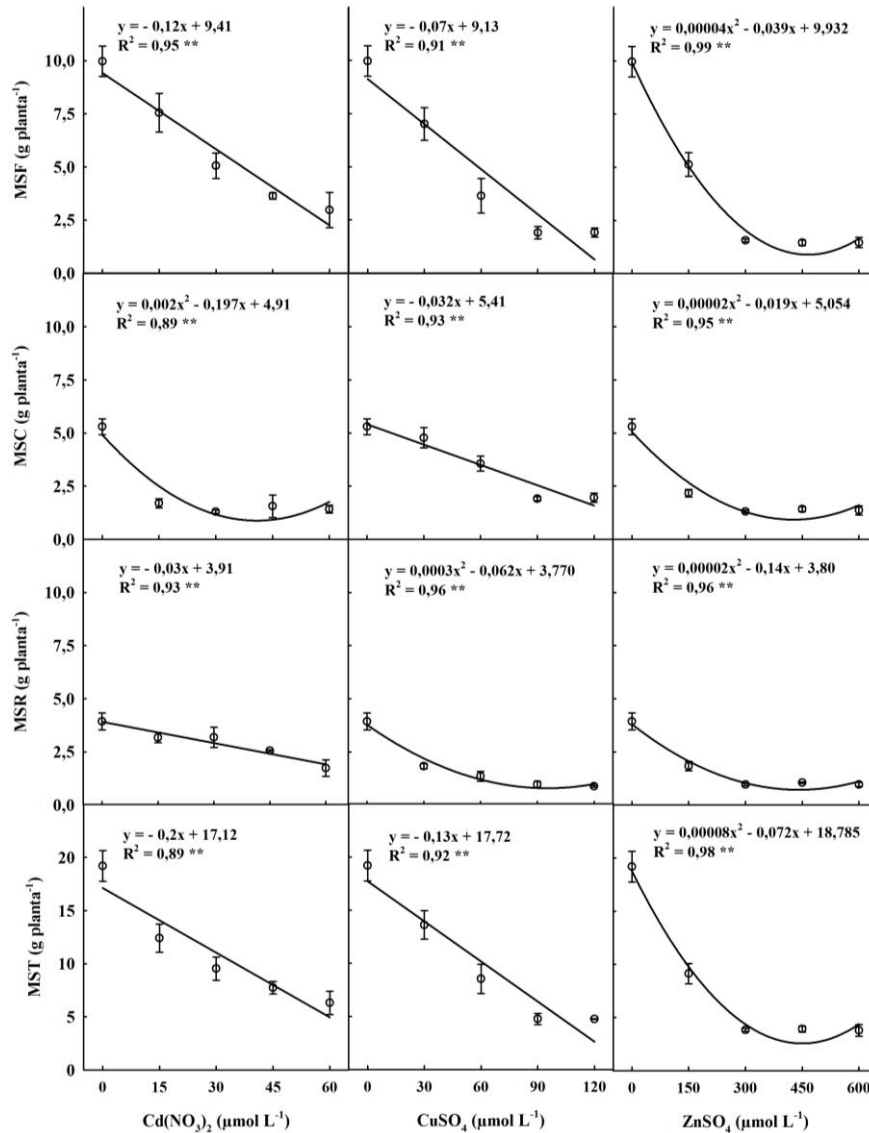 y = - 0,12x + 9,41
R² = 0,95 **
y = - 0,07x + 9,13
R² = 0,91 **
y = 0,00004x² - 0,039x + 9,932
R² = 0,99 **
MSF (g planta⁻¹)
10,0
7,5
5,0
2,5
0,0
y = 0,002x² - 0,197x + 4,91
R² = 0,89 **
y = - 0,032x + 5,41
R² = 0,93 **
y = 0,00002x² - 0,019x + 5,054
R² = 0,95 **
MSC (g planta⁻¹)
10,0
7,5
5,0
2,5
0,0
y = - 0,03x + 3,91
R² = 0,93 **
y = 0,0003x² - 0,062x + 3,770
R² = 0,96 **
y = 0,00002x² - 0,14x + 3,80
R² = 0,96 **
MSR (g planta⁻¹)
10,0
7,5
5,0
2,5
0,0
y = - 0,2x + 17,12
R² = 0,89 **
y = - 0,13x + 17,72
R² = 0,92 **
y = 0,00008x² - 0,072x + 18,785
R² = 0,98 **
MST (g planta⁻¹)
20
15
10
5
0
0 15 30 45 60
0 30 60 90 120
0 150 300 450 600
Cd(NO₃)₂ (µmol L⁻¹)
CuSO₄ (µmol L⁻¹)
ZnSO₄ (µmol L⁻¹)